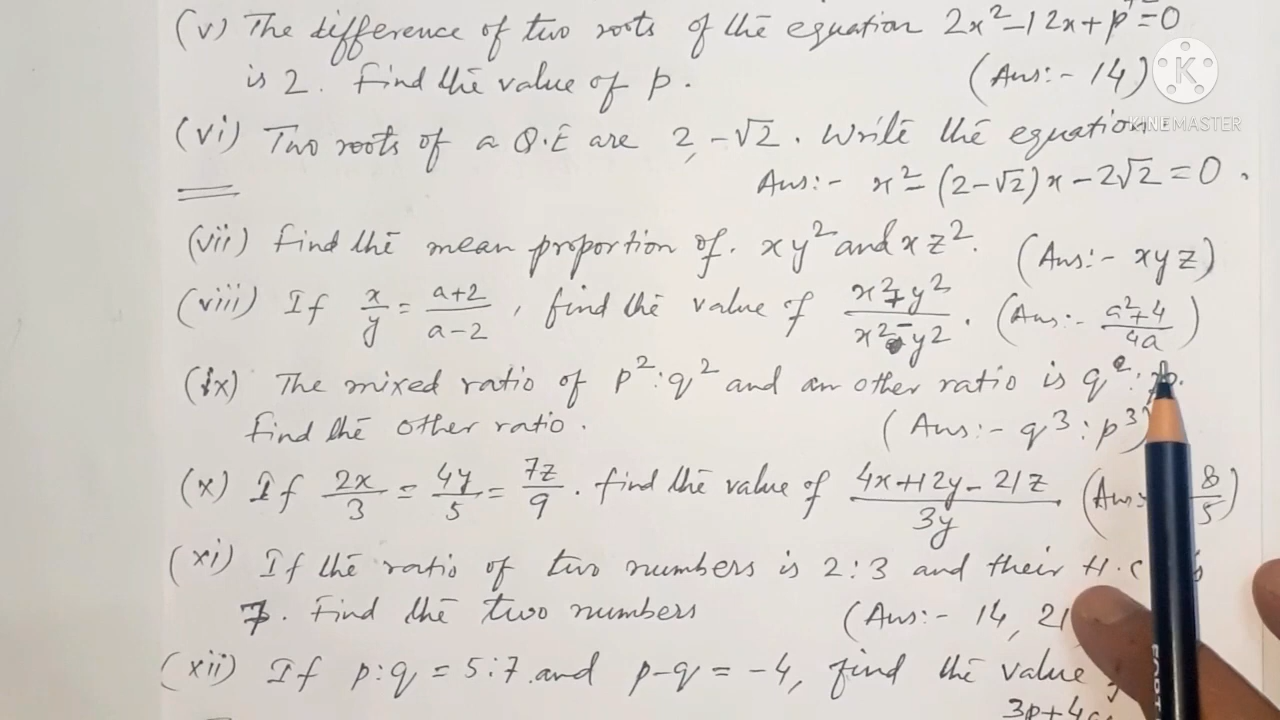 (v) The difference of two roots of the equation 2x²-12x+p=0
is 2. Find the value of p. (Ans:- 14)
KINEMASTER
(vi) Two roots of a Q.E are 2, -√2. Write the equation.
Ans:- x²-(2-√2)x-2√2=0.
(vii) Find the mean proportion of. xy² and xz². (Ans:- xyz)
(viii) If x/y = a+2/a-2, find the value of x²+y²/x²-y². (Ans:- a²+4/4a)
(ix) The mixed ratio of p²:q² and an other ratio is q:p.
Find the other ratio. (Ans:- q³:p³)
(x) If 2x/3 = 4y/5 = 7z/9. find the value of 4x+12y-21z/3y (Ans 8/5)
(xi) If the ratio of two numbers is 2:3 and their H.C is
7. Find the two numbers (Ans:- 14, 21
(xii) If p:q = 5:7 and p-q = -4, find the value
3p+4q